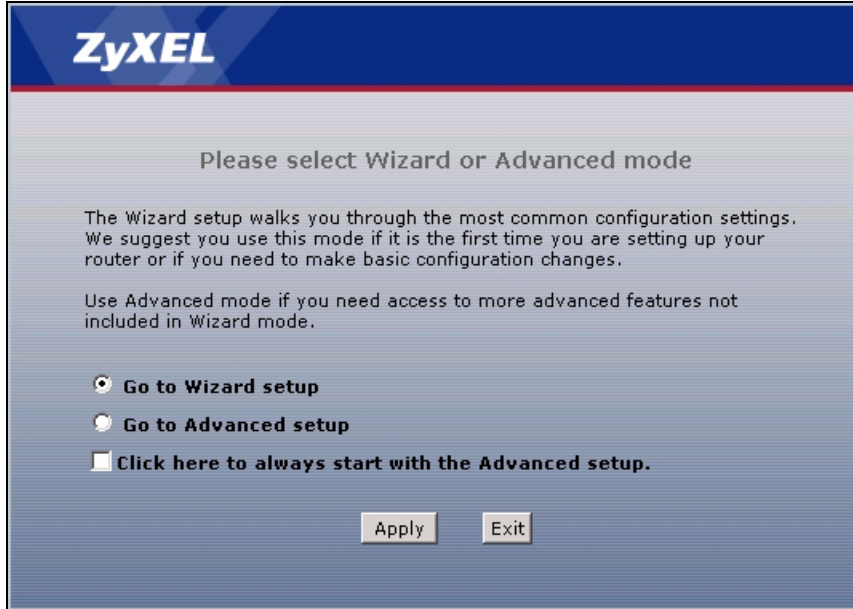 ZyXEL
Please select Wizard or Advanced mode
The Wizard setup walks you through the most common configuration settings.
We suggest you use this mode if it is the first time you are setting up your
router or if you need to make basic configuration changes.
Use Advanced mode if you need access to more advanced features not
included in Wizard mode.
Go to Wizard setup
Go to Advanced setup
Click here to always start with the Advanced setup.
Apply Exit